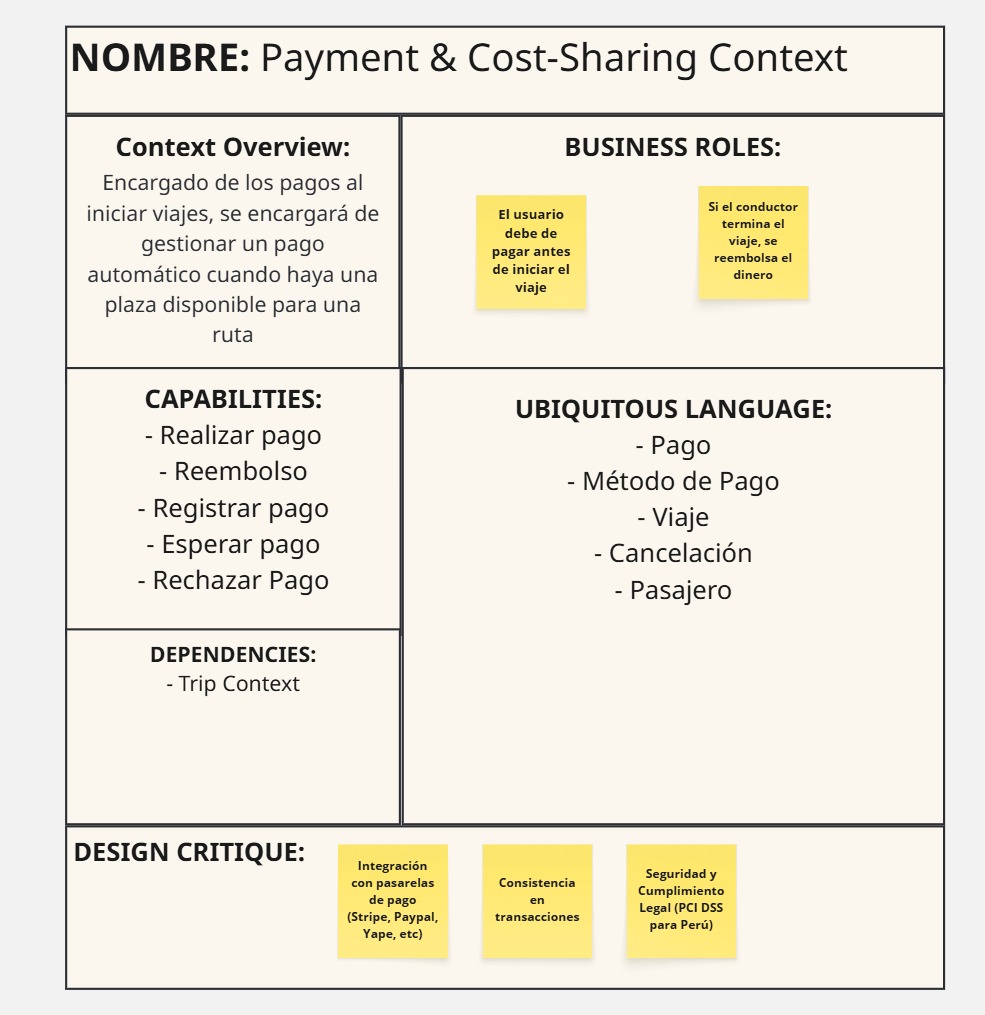 NOMBRE: Payment & Cost-Sharing Context
Context Overview:
Encargado de los pagos al
iniciar viajes, se encargará de
gestionar un pago
automático cuando haya una
plaza disponible para una
ruta
BUSINESS ROLES:
El usuario
debe de
pagar antes
de iniciar el
viaje
Si el conductor
termina el
viaje, se
reembolsa el
dinero
CAPABILITIES:
- Realizar pago
- Reembolso
- Registrar pago
- Esperar pago
- Rechazar Pago
UBIQUITOUS LANGUAGE:
- Pago
- Método de Pago
- Viaje
- Cancelación
- Pasajero
DEPENDENCIES:
- Trip Context
DESIGN CRITIQUE:
Integración
con pasarelas
de pago
(Stripe, Paypal,
Yape, etc)
Consistencia
en
transacciones
Seguridad y
Cumplimiento
Legal (PCI DSS
para Perú)